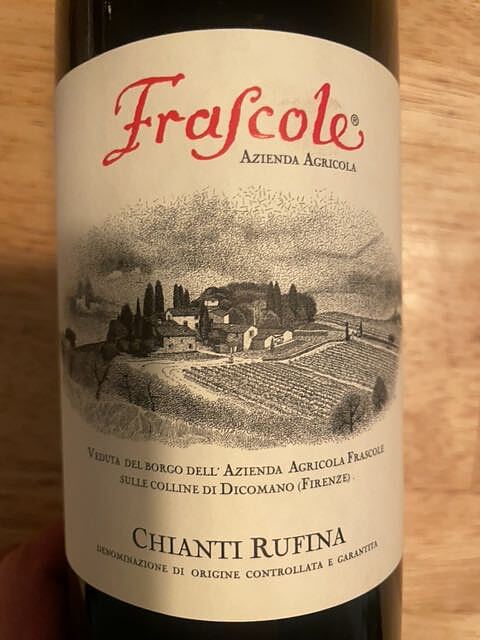 Frascole®
AZIENDA AGRICOLA
VEDUTA DEL BORGO DELL' AZIENDA AGRICOLA FRASCOLE
SULLE COLLINE DI DICOMANO (FIRENZE).
CHIANTI RUFINA
DENOMINAZIONE DI ORIGINE CONTROLLATA E GARANTITA